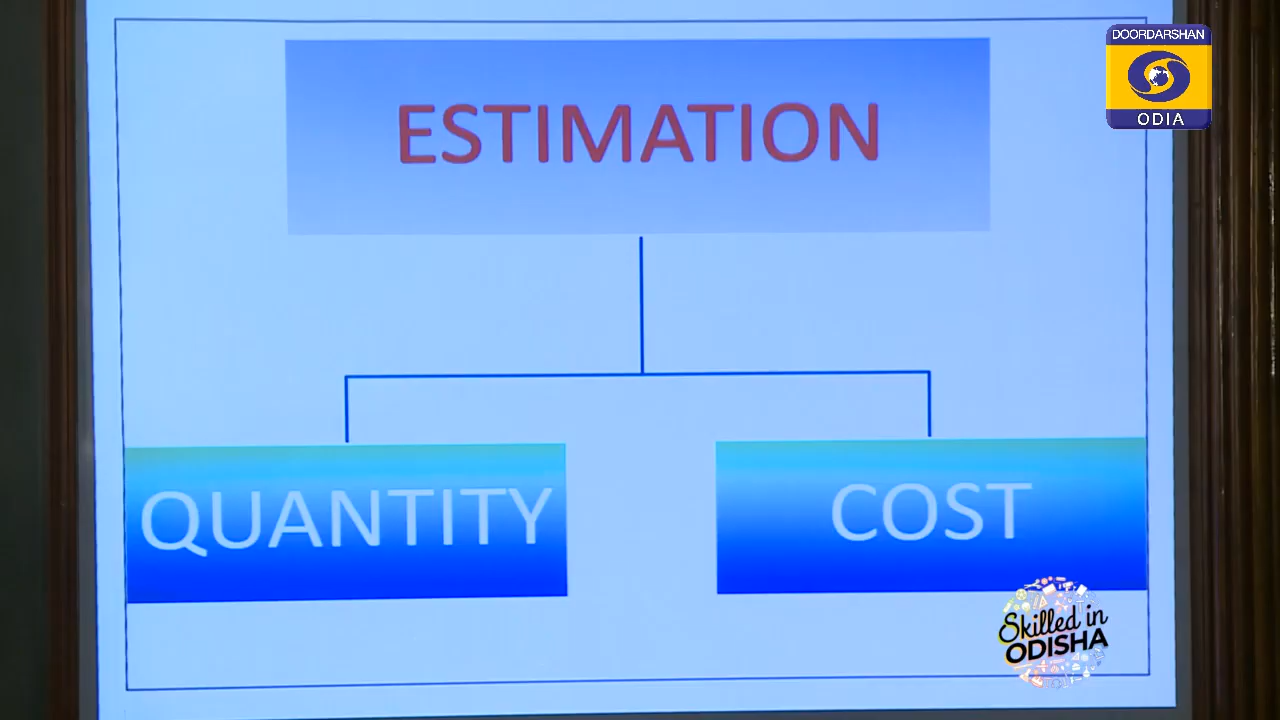 DOORDARSHAN
ODIA
ESTIMATION
QUANTITY
COST
Skilled in
ODISHA